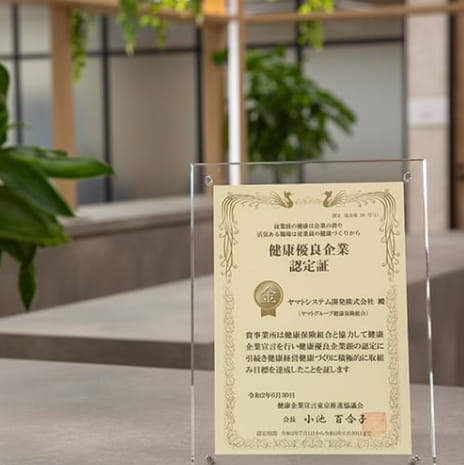 従業員の健康は企業の誇り
活気ある職場は従業員の健康づくりから
健康優良企業
認定証
金
ヤマトシステム開発株式会社 殿
(ヤマトグループ健康保険組合)
貴事業所は健康保険組合と協力して健康
企業宣言を行い健康優良企業銀の認定に
引続き健康経営健康づくりに積極的に取組
み目標を達成したことを証します
令和2年6月30日
健康企業宣言東京推進協議会
会長 小池 百合子